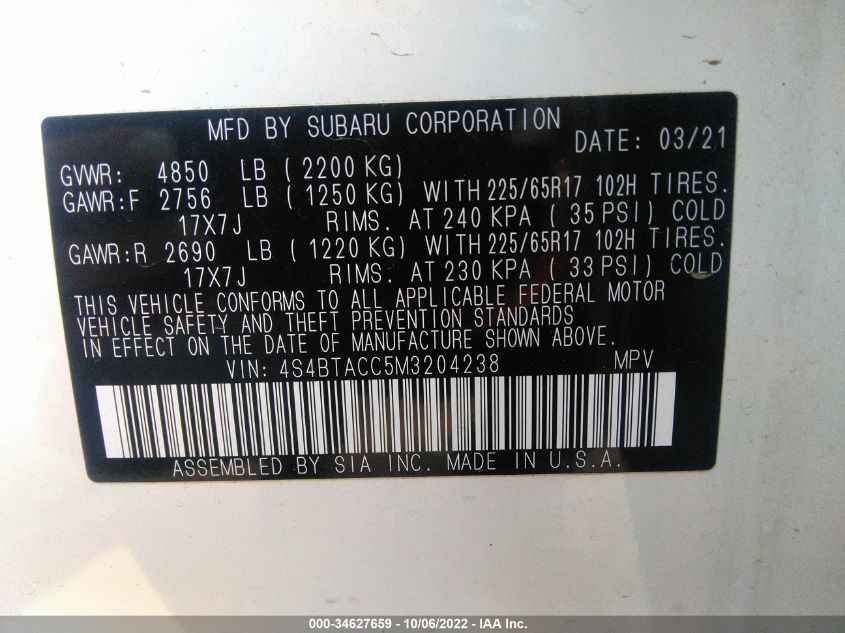 MFD BY SUBARU CORPORATION DATE: 03/21
GVWR: 4850 LB (2200 KG)
GAWR:F 2756 LB (1250 KG) WITH 225/65R17 102H TIRES.
17X7J RIMS. AT 240 KPA (35 PSI) COLD
GAWR:R 2690 LB (1220 KG) WITH 225/65R17 102H TIRES.
17X7J RIMS. AT 230 KPA (33 PSI) COLD
THIS VEHICLE CONFORMS TO ALL APPLICABLE FEDERAL MOTOR
VEHICLE SAFETY AND THEFT PREVENTION STANDARDS
IN EFFECT ON THE DATE OF MANUFACTURE SHOWN ABOVE.
VIN: 4S4BTACC5M3204238 MPV
ASSEMBLED BY SIA INC. MADE IN U.S.A.
000-34627659 - 10/06/2022 - IAA Inc.